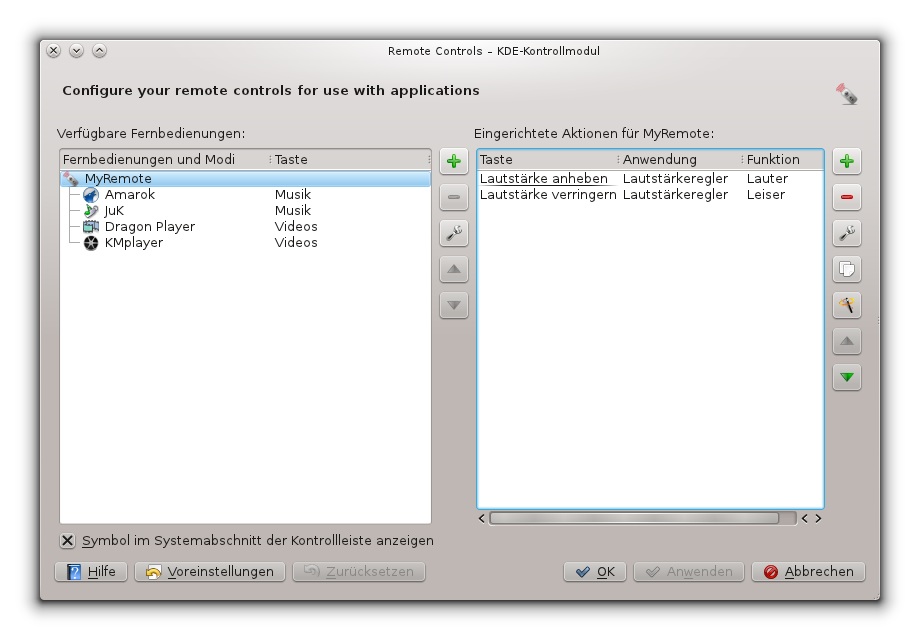 Remote Controls – KDE-Kontrollmodul
Configure your remote controls for use with applications
Verfügbare Fernbedienungen:
Fernbedienungen und Modi Taste
MyRemote
Amarok Musik
JuK Musik
Dragon Player Videos
KMplayer Videos
Eingerichtete Aktionen für MyRemote:
Taste Anwendung Funktion
Lautstärke anheben Lautstärkeregler Lauter
Lautstärke verringern Lautstärkeregler Leiser
Symbol im Systemabschnitt der Kontrollleiste anzeigen
Hilfe Voreinstellungen Zurücksetzen OK Anwenden Abbrechen